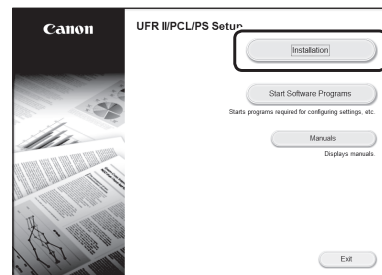 Canon
UFR II/PCL/PS Setup
Installation
Start Software Programs
Starts programs required for configuring settings, etc.
Manuals
Displays manuals.
Exit